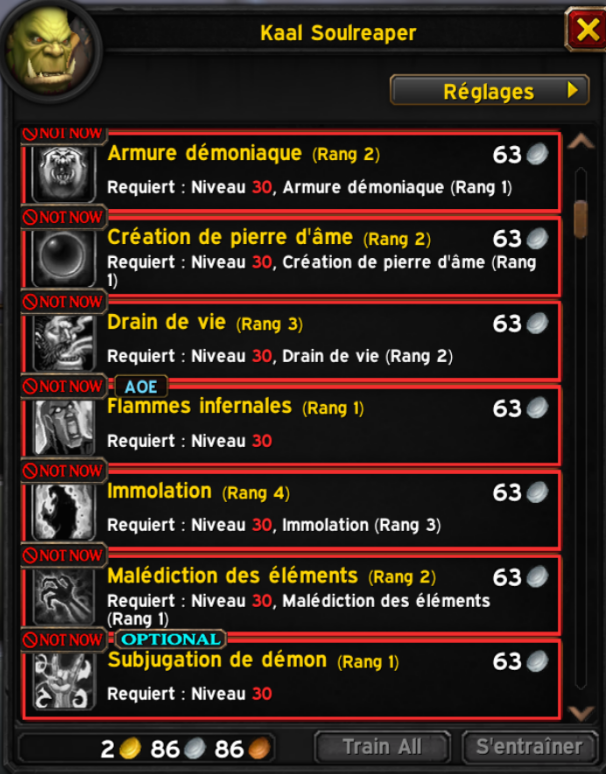 Kaal Soulreaper
Réglages
NOT NOW
Armure démoniaque (Rang 2) 63
Requiert : Niveau 30, Armure démoniaque (Rang 1)
NOT NOW
Création de pierre d'âme (Rang 2) 63
Requiert : Niveau 30, Création de pierre d'âme (Rang
1)
NOT NOW
Drain de vie (Rang 3) 63
Requiert : Niveau 30, Drain de vie (Rang 2)
NOT NOW AOE
Flammes infernales (Rang 1) 63
Requiert : Niveau 30
NOT NOW
Immolation (Rang 4) 63
Requiert : Niveau 30, Immolation (Rang 3)
NOT NOW
Malédiction des éléments (Rang 2) 63
Requiert : Niveau 30, Malédiction des éléments
(Rang 1)
NOT NOW OPTIONAL
Subjugation de démon (Rang 1) 63
Requiert : Niveau 30
2 86 86 Train All S'entraîner